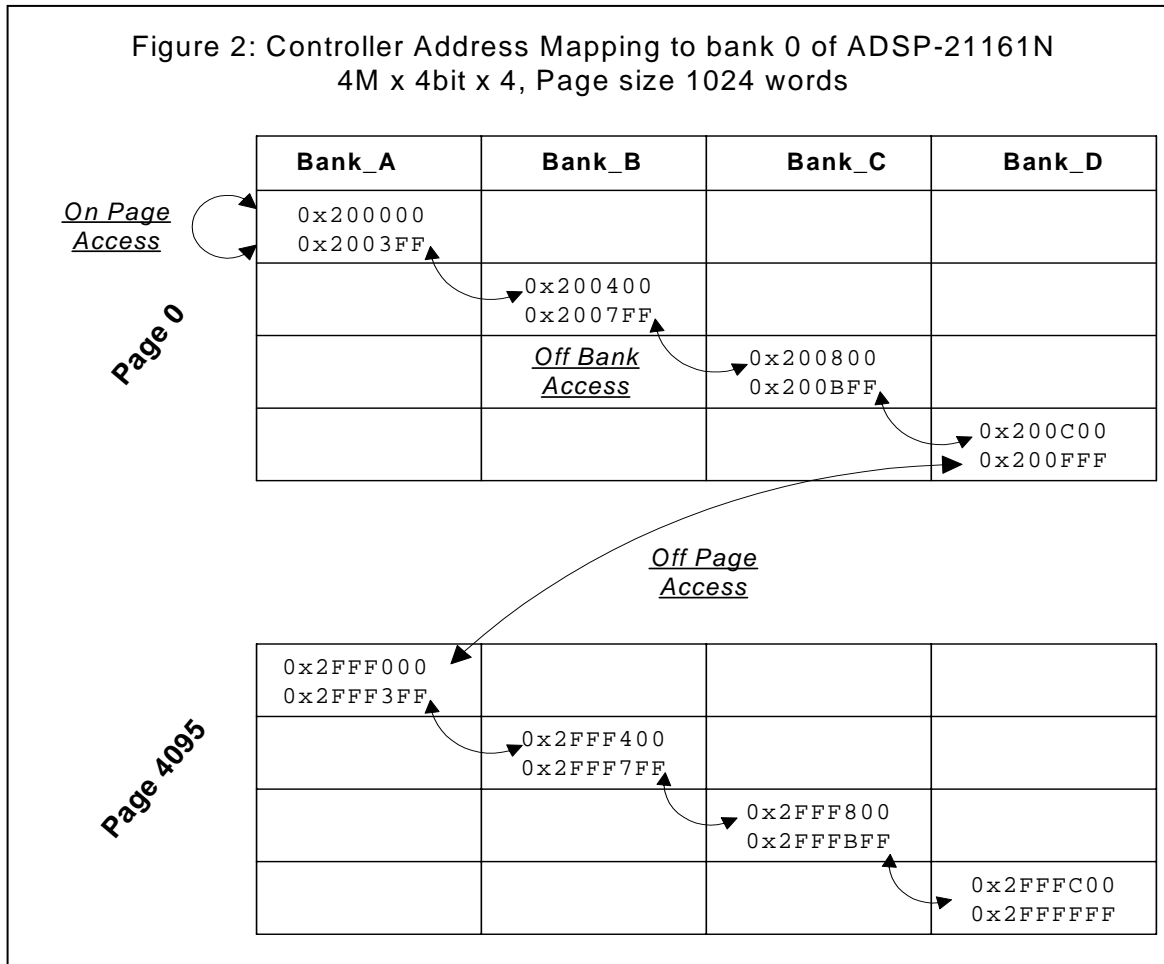 Figure 2: Controller Address Mapping to bank 0 of ADSP-21161N
4M x 4bit x 4, Page size 1024 words
Bank_A Bank_B Bank_C Bank_D
On Page
Access
0x200000
0x2003FF
Page 0
0x200400
0x2007FF
Off Bank
Access
0x200800
0x200BFF
0x200C00
0x200FFF
Off Page
Access
0x2FFF000
0x2FFF3FF
Page 4095
0x2FFF400
0x2FFF7FF
0x2FFF800
0x2FFFBFF
0x2FFFC00
0x2FFFFFF